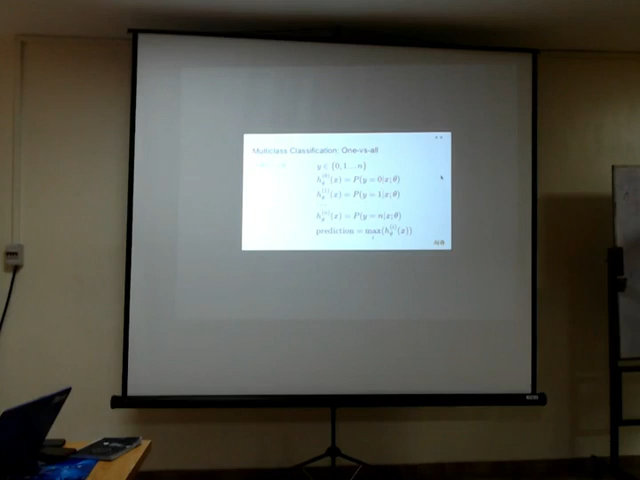 Multiclass Classification: One-vs-all
y ∈ {0, 1...n}
h_θ^(0)(x) = P(y = 0|x; θ)
h_θ^(1)(x) = P(y = 1|x; θ)
h_θ^(n)(x) = P(y = n|x; θ)
prediction = max_i(h_θ^(i)(x))